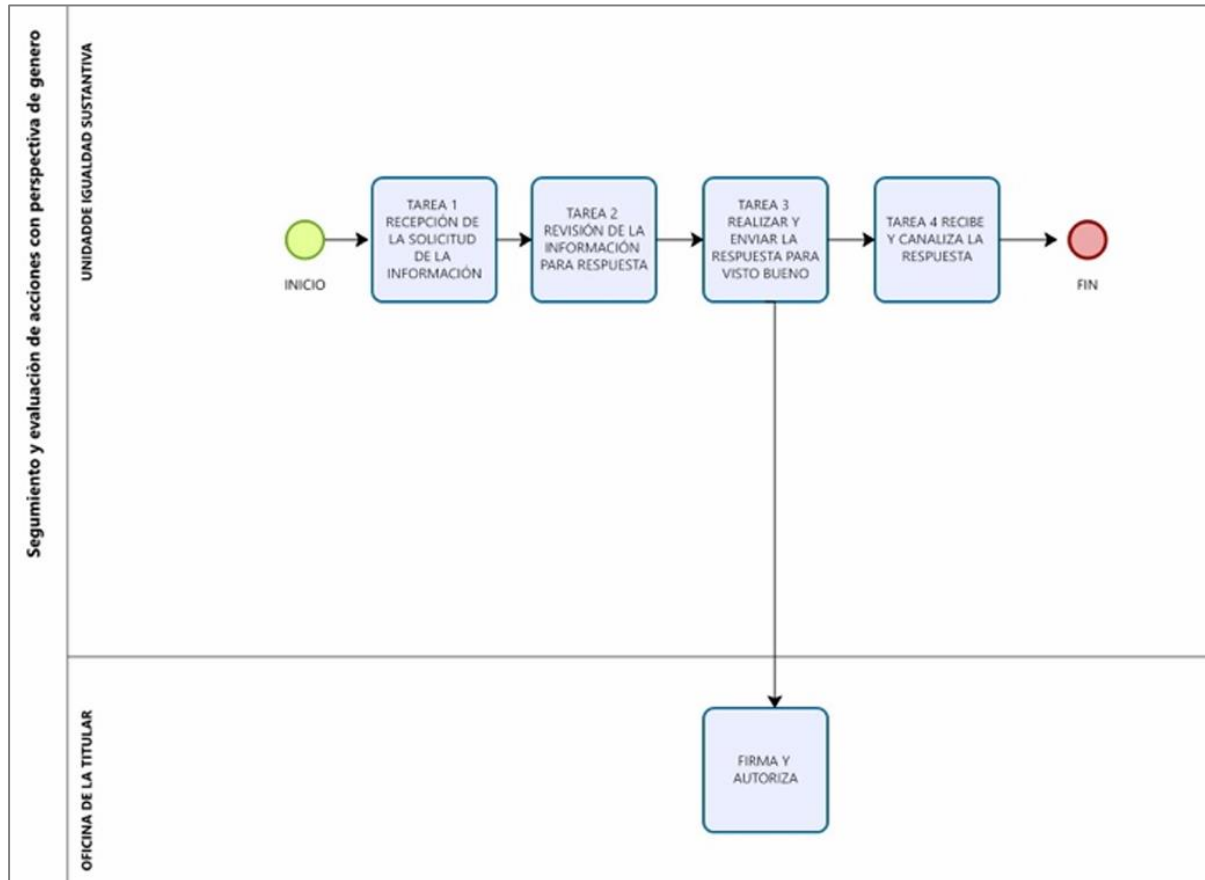 Segumiento y evaluaciòn de acciones con perspectiva de genero
UNIDADDE IGUALDAD SUSTANTIVA
INICIO
TAREA 1
RECEPCIÓN DE
LA SOLICITUD
DE LA
INFORMACIÓN
TAREA 2
REVISIÓN DE LA
INFORMACIÓN
PARA RESPUESTA
TAREA 3
REALIZAR Y
ENVIAR LA
RESPUESTA PARA
VISTO BUENO
TAREA 4 RECIBE
Y CANALIZA LA
RESPUESTA
FIN
OFICINA DE LA TITULAR
FIRMA Y
AUTORIZA